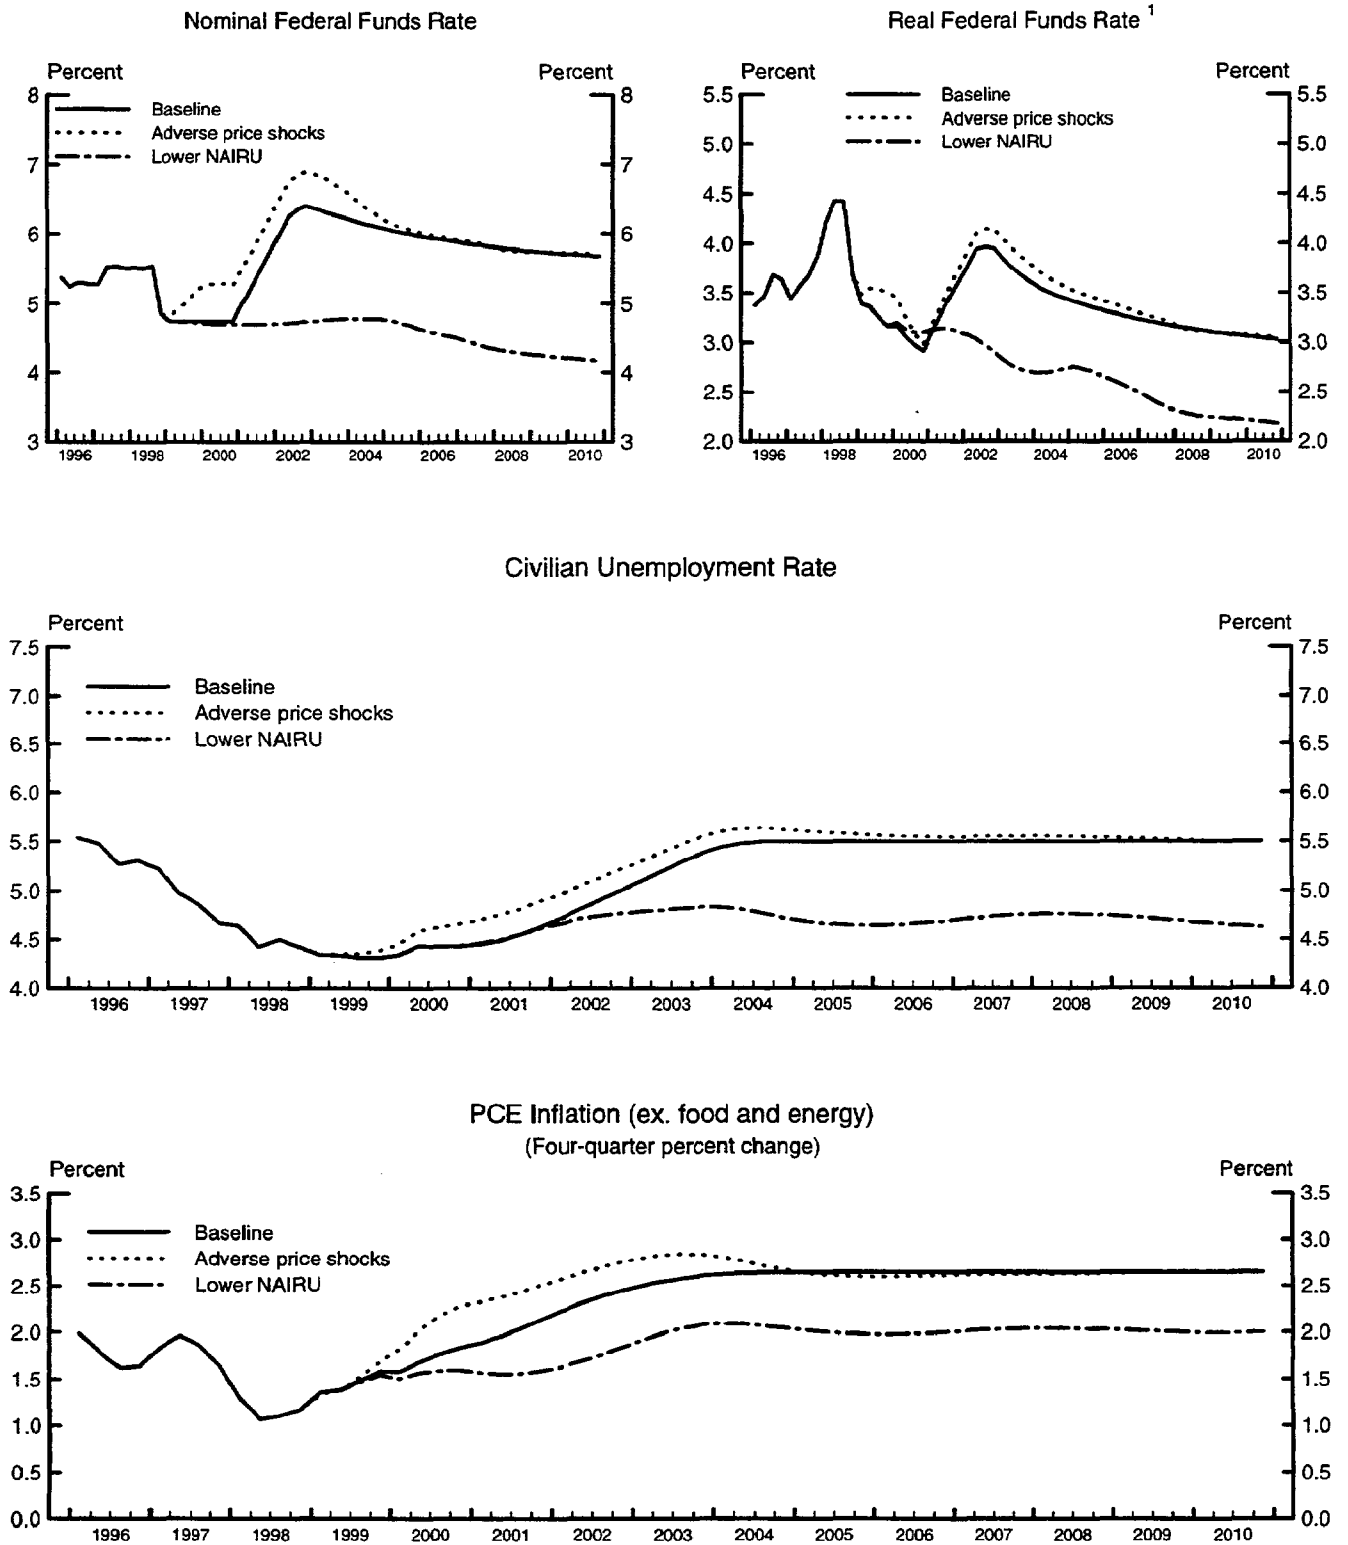 Nominal Federal Funds Rate
Percent Percent
8 8
Baseline
Adverse price shocks
Lower NAIRU
7 7
6 6
5 5
4 4
3 3
1996 1998 2000 2002 2004 2006 2008 2010
Real Federal Funds Rate 1
Percent Percent
5.5 5.5
Baseline
Adverse price shocks
Lower NAIRU
5.0 5.0
4.5 4.5
4.0 4.0
3.5 3.5
3.0 3.0
2.5 2.5
2.0 2.0
1996 1998 2000 2002 2004 2006 2008 2010
Civilian Unemployment Rate
Percent Percent
7.5 7.5
Baseline
7.0 7.0
Adverse price shocks
Lower NAIRU
6.5 6.5
6.0 6.0
5.5 5.5
5.0 5.0
4.5 4.5
4.0 4.0
1996 1997 1998 1999 2000 2001 2002 2003 2004 2005 2006 2007 2008 2009 2010
PCE Inflation (ex. food and energy)
(Four-quarter percent change)
Percent Percent
3.5 3.5
Baseline
3.0 3.0
Adverse price shocks
Lower NAIRU
2.5 2.5
2.0 2.0
1.5 1.5
1.0 1.0
0.5 0.5
0.0 0.0
1996 1997 1998 1999 2000 2001 2002 2003 2004 2005 2006 2007 2008 2009 2010